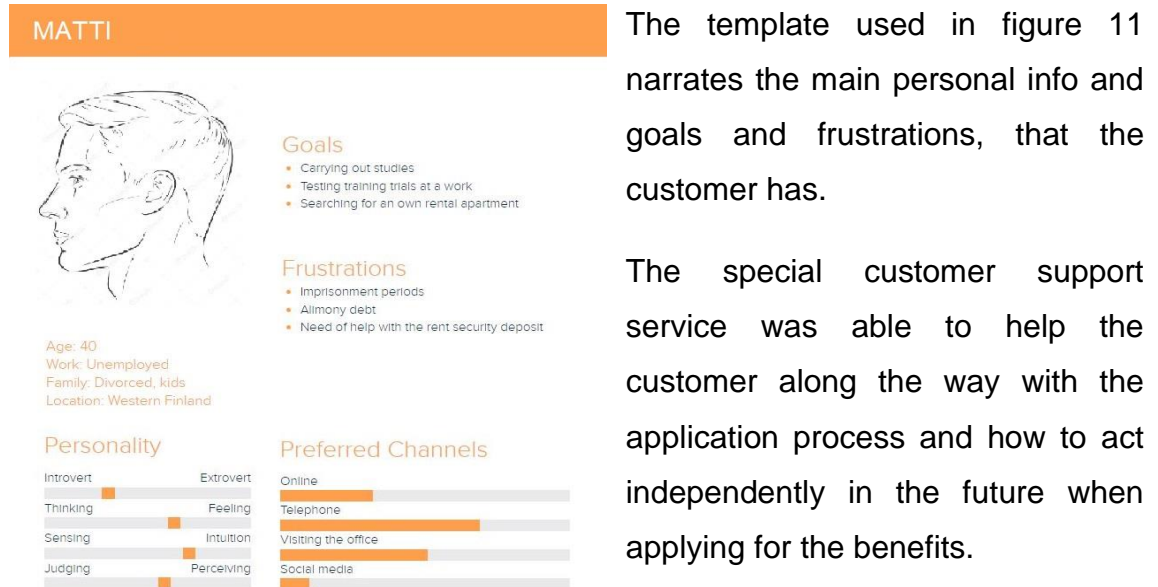 MATTI
Goals
• Carrying out studies
• Testing training trials at a work
• Searching for an own rental apartment
Frustrations
• Imprisonment periods
• Alimony debt
• Need of help with the rent security deposit
Age: 40
Work: Unemployed
Family: Divorced, kids
Location: Western Finland
Personality
Introvert Extrovert
Thinking Feeling
Sensing Intuition
Judging Perceiving
Preferred Channels
Online
Telephone
Visiting the office
Social media
The template used in figure 11
narrates the main personal info and
goals and frustrations, that the
customer has.
The special customer support
service was able to help the
customer along the way with the
application process and how to act
independently in the future when
applying for the benefits.